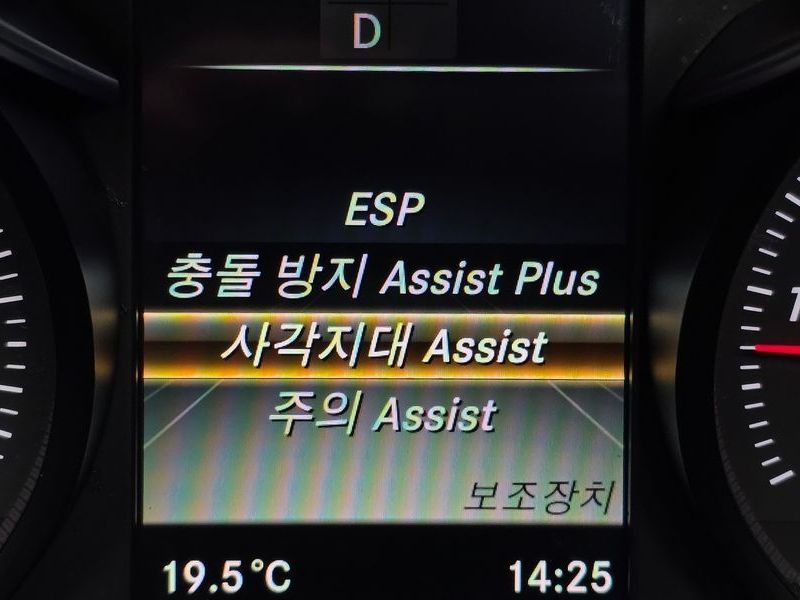 D
ESP
충돌 방지 Assist Plus
사각지대 Assist
주의 Assist
보조장치
19.5°C 14:25